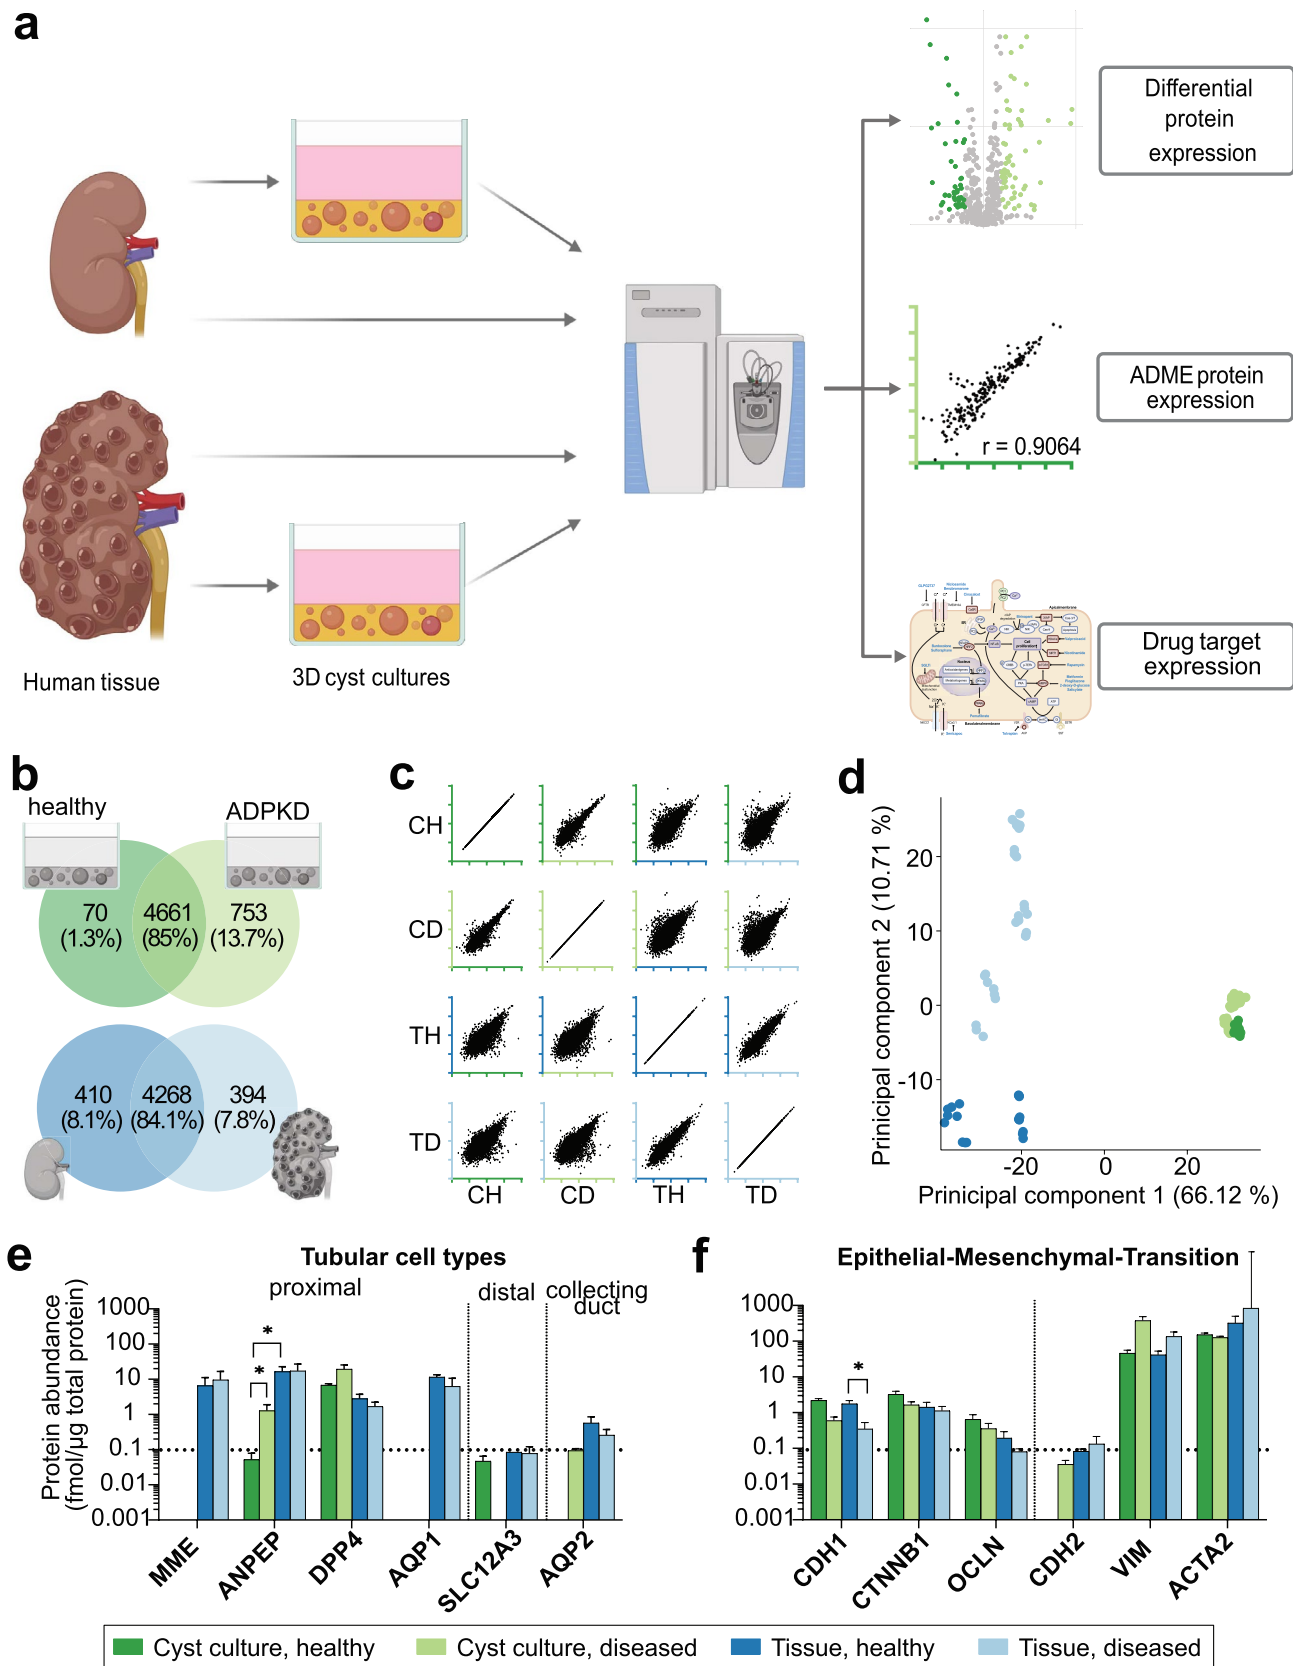 a
Differential
protein
expression
ADME protein
expression
r = 0.9064
Drug target
expression
Human tissue
3D cyst cultures
b
healthy
ADPKD
70
(1.3%)
4661
(85%)
753
(13.7%)
410
(8.1%)
4268
(84.1%)
394
(7.8%)
c
CH
CD
TH
TD
CH
CD
TH
TD
d
Prinicipal component 2 (10.71 %)
20
10
0
-10
-20
0
20
Prinicipal component 1 (66.12 %)
e
Tubular cell types
proximal
distal
collecting
duct
Protein abundance
(fmol/µg total protein)
1000
100
10
1
0.1
0.01
0.001
*
*
MME
ANPEP
DPP4
AQP1
SLC12A3
AQP2
f
Epithelial-Mesenchymal-Transition
1000
100
10
1
0.1
0.01
0.001
*
CDH1
CTNNB1
OCLN
CDH2
VIM
ACTA2
Cyst culture, healthy
Cyst culture, diseased
Tissue, healthy
Tissue, diseased